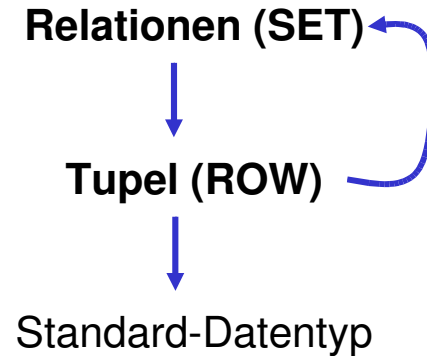 Relationen (SET)
Tupel (ROW)
Standard-Datentyp